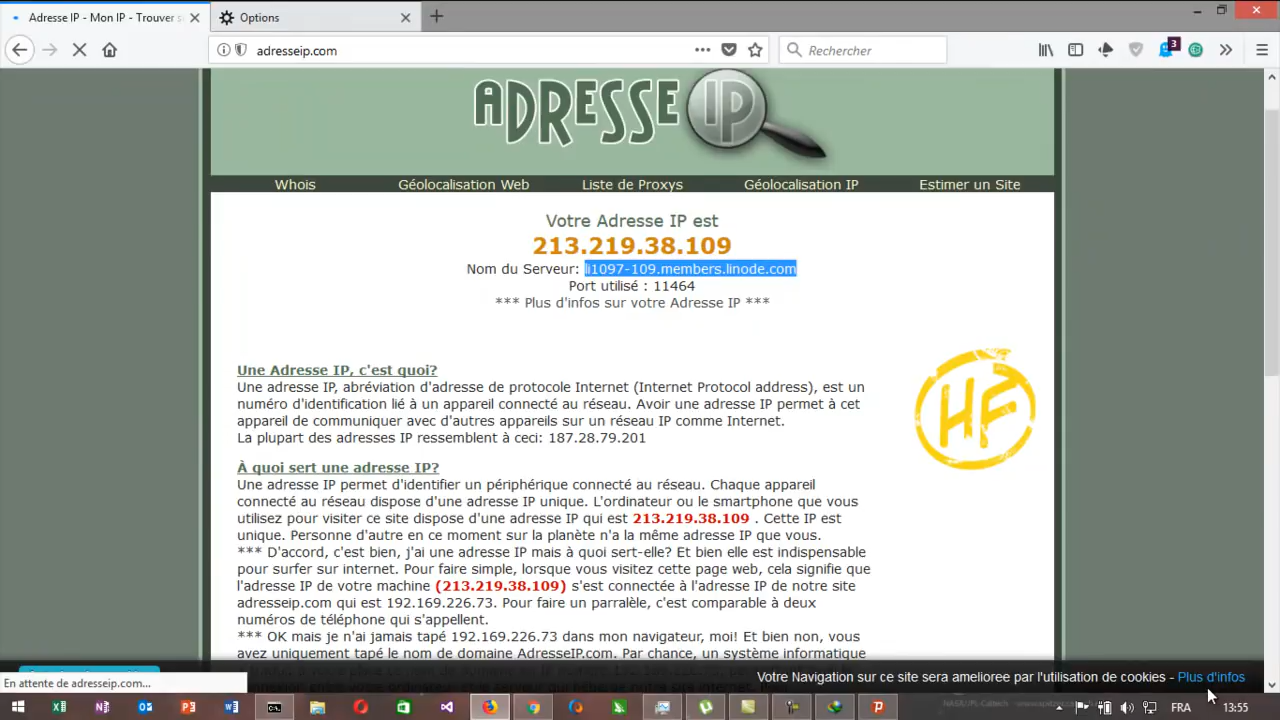 Adresse IP - Mon IP - Trouver s
Options
adresseip.com
Rechercher
3
ADRESSE IP
Whois
Géolocalisation Web
Liste de Proxys
Géolocalisation IP
Estimer un Site
Votre Adresse IP est
213.219.38.109
Nom du Serveur: li1097-109.members.linode.com
Port utilisé : 11464
*** Plus d'infos sur votre Adresse IP ***
Une Adresse IP, c'est quoi?
Une adresse IP, abréviation d'adresse de protocole Internet (Internet Protocol address), est un
numéro d'identification lié à un appareil connecté au réseau. Avoir une adresse IP permet à cet
appareil de communiquer avec d'autres appareils sur un réseau IP comme Internet.
La plupart des adresses IP ressemblent à ceci: 187.28.79.201
HF
À quoi sert une adresse IP?
Une adresse IP permet d'identifier un périphérique connecté au réseau. Chaque appareil
connecté au réseau dispose d'une adresse IP unique. L'ordinateur ou le smartphone que vous
utilisez pour visiter ce site dispose d'une adresse IP qui est 213.219.38.109 . Cette IP est
unique. Personne d'autre en ce moment sur la planète n'a la même adresse IP que vous.
*** D'accord, c'est bien, j'ai une adresse IP mais à quoi sert-elle? Et bien elle est indispensable
pour surfer sur internet. Pour faire simple, lorsque vous visitez cette page web, cela signifie que
l'adresse IP de votre machine (213.219.38.109) s'est connectée à l'adresse IP de notre site
adresseip.com qui est 192.169.226.73. Pour faire un parralèle, c'est comparable à deux
numéros de téléphone qui s'appellent.
*** OK mais je n'ai jamais tapé 192.169.226.73 dans mon navigateur, moi! Et bien non, vous
avez uniquement tapé le nom de domaine AdresseIP.com. Par chance, un système informatique
Votre Navigation sur ce site sera amelioree par l'utilisation de cookies - Plus d'infos
En attente de adresseip.com...
NASA/JPL-Caltech
FRA
13:55